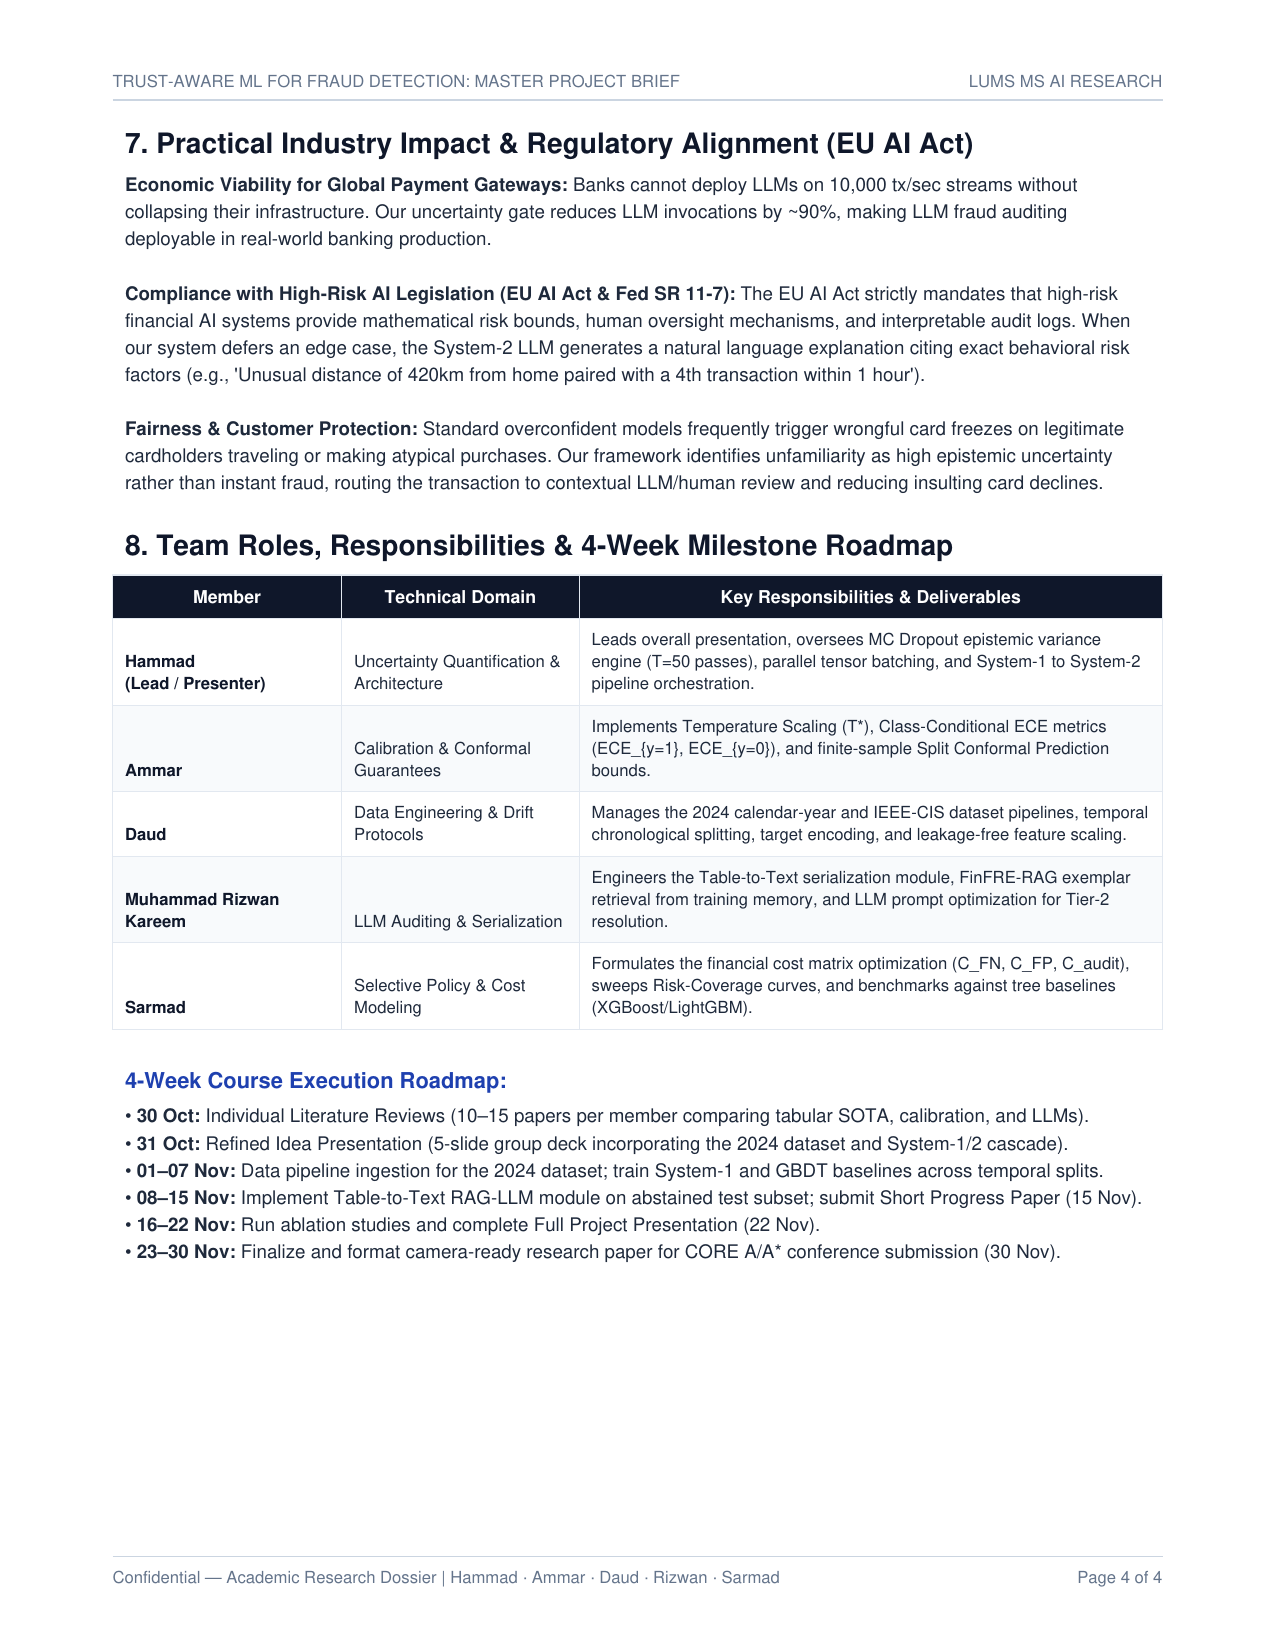 TRUST-AWARE ML FOR FRAUD DETECTION: MASTER PROJECT BRIEF
LUMS MS AI RESEARCH
7. Practical Industry Impact & Regulatory Alignment (EU AI Act)
Economic Viability for Global Payment Gateways: Banks cannot deploy LLMs on 10,000 tx/sec streams without
collapsing their infrastructure. Our uncertainty gate reduces LLM invocations by ~90%, making LLM fraud auditing
deployable in real-world banking production.
Compliance with High-Risk AI Legislation (EU AI Act & Fed SR 11-7): The EU AI Act strictly mandates that high-risk
financial AI systems provide mathematical risk bounds, human oversight mechanisms, and interpretable audit logs. When
our system defers an edge case, the System-2 LLM generates a natural language explanation citing exact behavioral risk
factors (e.g., 'Unusual distance of 420km from home paired with a 4th transaction within 1 hour').
Fairness & Customer Protection: Standard overconfident models frequently trigger wrongful card freezes on legitimate
cardholders traveling or making atypical purchases. Our framework identifies unfamiliarity as high epistemic uncertainty
rather than instant fraud, routing the transaction to contextual LLM/human review and reducing insulting card declines.
8. Team Roles, Responsibilities & 4-Week Milestone Roadmap
Member
Technical Domain
Key Responsibilities & Deliverables
Hammad
(Lead / Presenter)
Uncertainty Quantification &
Architecture
Leads overall presentation, oversees MC Dropout epistemic variance
engine (T=50 passes), parallel tensor batching, and System-1 to System-2
pipeline orchestration.
Ammar
Calibration & Conformal
Guarantees
Implements Temperature Scaling (T*), Class-Conditional ECE metrics
(ECE_{y=1}, ECE_{y=0}), and finite-sample Split Conformal Prediction
bounds.
Daud
Data Engineering & Drift
Protocols
Manages the 2024 calendar-year and IEEE-CIS dataset pipelines, temporal
chronological splitting, target encoding, and leakage-free feature scaling.
Muhammad Rizwan
Kareem
LLM Auditing & Serialization
Engineers the Table-to-Text serialization module, FinFRE-RAG exemplar
retrieval from training memory, and LLM prompt optimization for Tier-2
resolution.
Sarmad
Selective Policy & Cost
Modeling
Formulates the financial cost matrix optimization (C_FN, C_FP, C_audit),
sweeps Risk-Coverage curves, and benchmarks against tree baselines
(XGBoost/LightGBM).
4-Week Course Execution Roadmap:
• 30 Oct: Individual Literature Reviews (10–15 papers per member comparing tabular SOTA, calibration, and LLMs).
• 31 Oct: Refined Idea Presentation (5-slide group deck incorporating the 2024 dataset and System-1/2 cascade).
• 01–07 Nov: Data pipeline ingestion for the 2024 dataset; train System-1 and GBDT baselines across temporal splits.
• 08–15 Nov: Implement Table-to-Text RAG-LLM module on abstained test subset; submit Short Progress Paper (15 Nov).
• 16–22 Nov: Run ablation studies and complete Full Project Presentation (22 Nov).
• 23–30 Nov: Finalize and format camera-ready research paper for CORE A/A* conference submission (30 Nov).
Confidential — Academic Research Dossier | Hammad · Ammar · Daud · Rizwan · Sarmad
Page 4 of 4